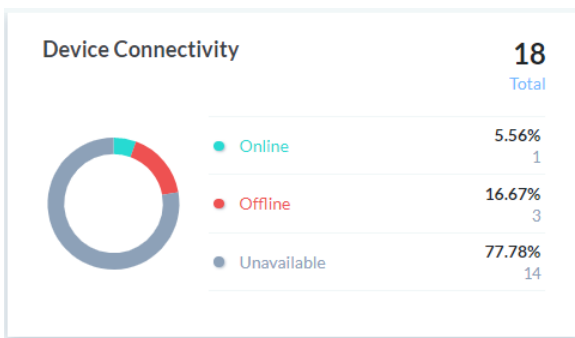 Device Connectivity
18
Total
Online
5.56%
1
Offline
16.67%
3
Unavailable
77.78%
14